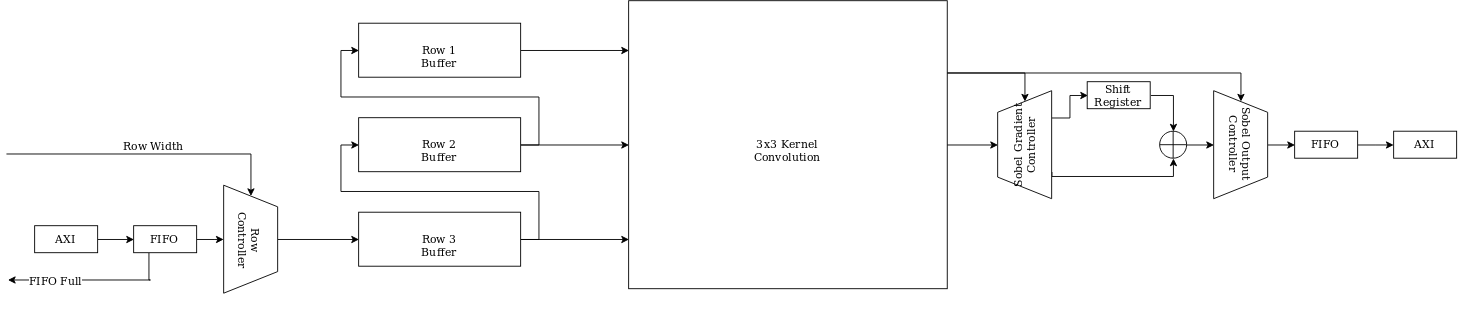 Row Width
AXI
FIFO
FIFO Full
Row
Controller
Row 1
Buffer
Row 2
Buffer
Row 3
Buffer
3x3 Kernel
Convolution
Sobel Gradient
Controller
Shift
Register
Sobel Output
Controller
FIFO
AXI